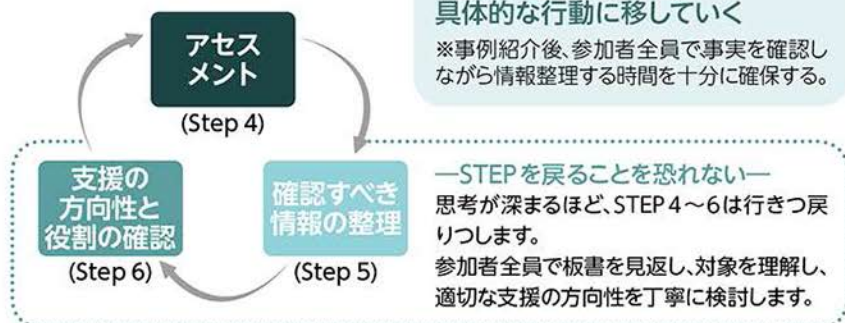 具体的な行動に移していく
※事例紹介後、参加者全員で事実を確認し
ながら情報整理する時間を十分に確保する。
アセス
メント
(Step 4)
支援の
方向性と
役割の確認
(Step 6)
確認すべき
情報の整理
(Step 5)
―STEPを戻ることを恐れない―
思考が深まるほど、STEP 4～6は行きつ戻
りつします。
参加者全員で板書を見返し、対象を理解し、
適切な支援の方向性を丁寧に検討します。